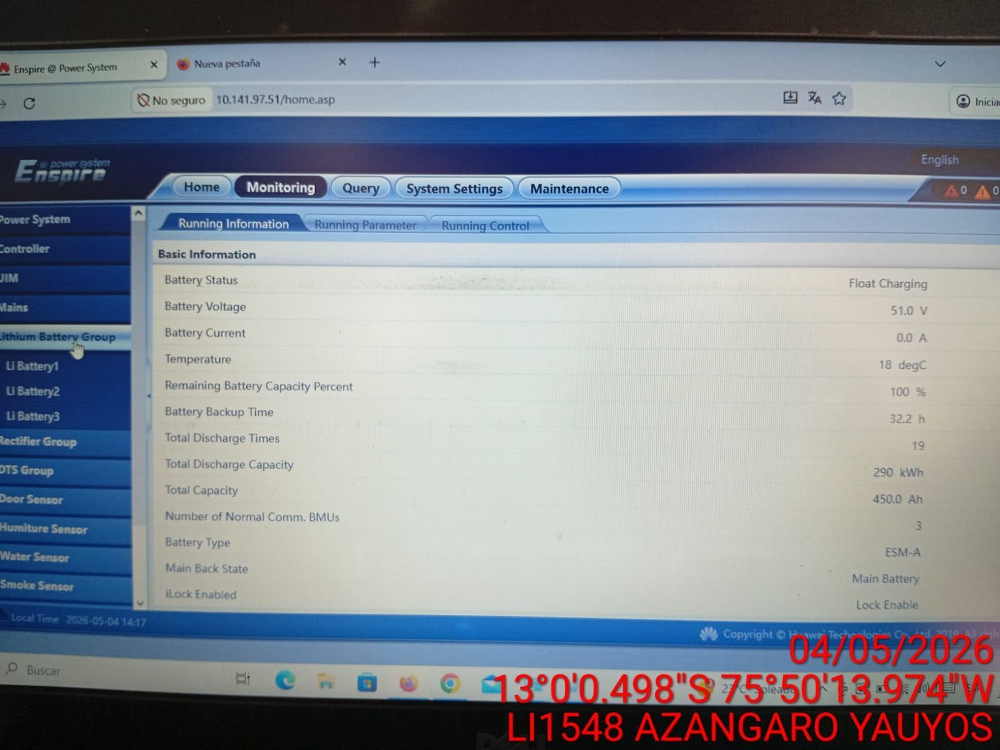 Enspire @ Power System
Nueva pestaña
No seguro 10.141.97.51/home.asp
Inicia
English
Enspire @ power system
Home Monitoring Query System Settings Maintenance
0 0
Running Information Running Parameter Running Control
Power System
Controller
UIM
Mains
Lithium Battery Group
Li Battery1
Li Battery2
Li Battery3
Rectifier Group
DTS Group
Door Sensor
Humiture Sensor
Water Sensor
Smoke Sensor
Basic Information
Battery Status Float Charging
Battery Voltage 51.0 V
Battery Current 0.0 A
Temperature 18 degC
Remaining Battery Capacity Percent 100 %
Battery Backup Time 32.2 h
Total Discharge Times 19
Total Discharge Capacity 290 kWh
Total Capacity 450.0 Ah
Number of Normal Comm. BMUs 3
Battery Type ESM-A
Main Back State Main Battery
iLock Enabled Lock Enable
Local Time 2026-05-04 14:17
Copyright © Huawei Technologies Co., Ltd. 2019. All righ
Buscar
04/05/2026
13°0'0.498"S 75°50'13.974"W
LI1548 AZANGARO YAUYOS